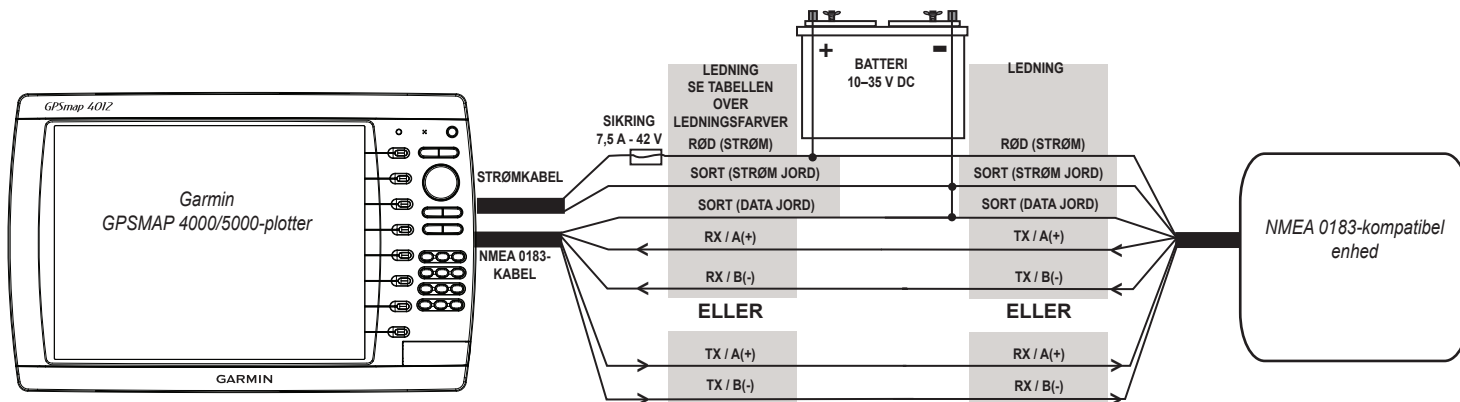 GPSmap 4012
Garmin
GPSMAP 4000/5000-plotter
GARMIN
STRØMKABEL
NMEA 0183-
KABEL
SIKRING
7,5 A - 42 V
LEDNING
SE TABELLEN
OVER
LEDNINGSFARVER
RØD (STRØM)
SORT (STRØM JORD)
SORT (DATA JORD)
RX / A(+)
RX / B(-)
ELLER
TX / A(+)
TX / B(-)
+
-
BATTERI
10–35 V DC
LEDNING
RØD (STRØM)
SORT (STRØM JORD)
SORT (DATA JORD)
TX / A(+)
TX / B(-)
ELLER
RX / A(+)
RX / B(-)
NMEA 0183-kompatibel
enhed